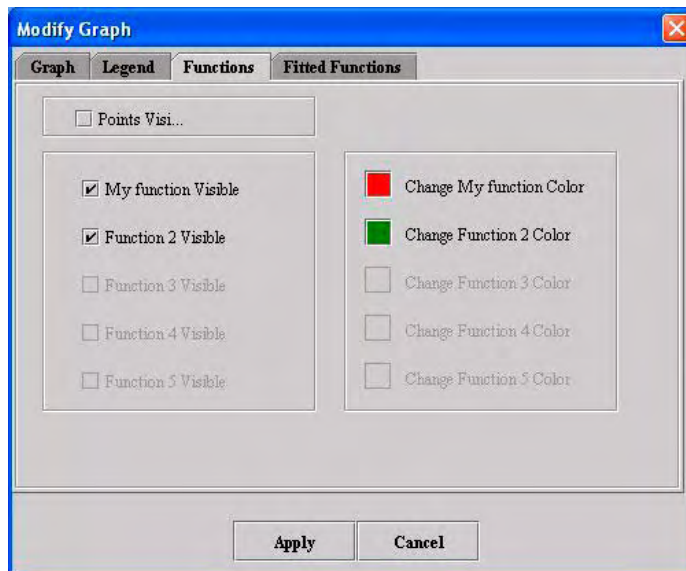 Modify Graph
Graph Legend Functions Fitted Functions
Points Visi...
My function Visible
Function 2 Visible
Function 3 Visible
Function 4 Visible
Function 5 Visible
Change My function Color
Change Function 2 Color
Change Function 3 Color
Change Function 4 Color
Change Function 5 Color
Apply Cancel